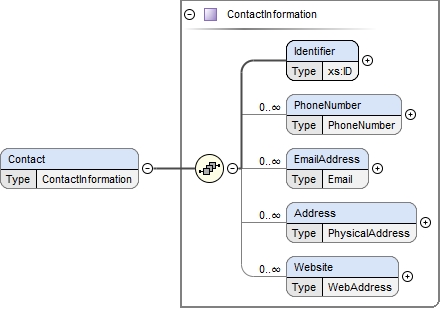 ContactInformation
Identifier
Type xs:ID
0..∞
PhoneNumber
Type PhoneNumber
Contact
Type ContactInformation
0..∞
EmailAddress
Type Email
0..∞
Address
Type PhysicalAddress
0..∞
Website
Type WebAddress